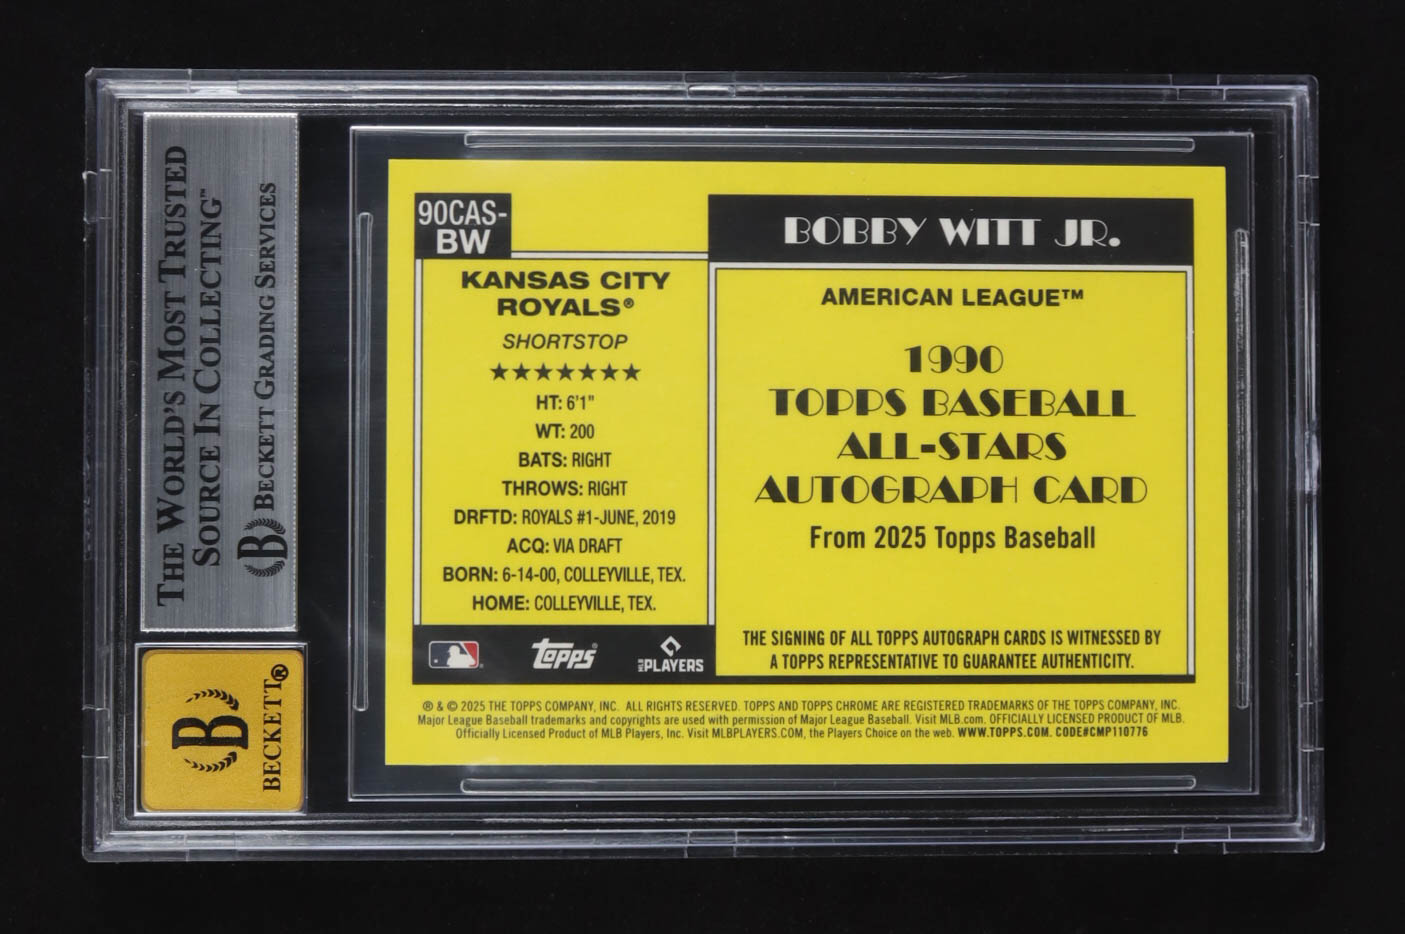 THE WORLD'S MOST TRUSTED
SOURCE IN COLLECTING™
B BECKETT GRADING SERVICES
B
BECKETT®
90CAS-
BW
KANSAS CITY
ROYALS®
SHORTSTOP
★★★★★★★
HT: 6'1"
WT: 200
BATS: RIGHT
THROWS: RIGHT
DRFTD: ROYALS #1-JUNE, 2019
ACQ: VIA DRAFT
BORN: 6-14-00, COLLEYVILLE, TEX.
HOME: COLLEYVILLE, TEX.
topps®
MLB PLAYERS
BOBBY WITT JR.
AMERICAN LEAGUE™
1990
TOPPS BASEBALL
ALL-STARS
AUTOGRAPH CARD
From 2025 Topps Baseball
THE SIGNING OF ALL TOPPS AUTOGRAPH CARDS IS WITNESSED BY
A TOPPS REPRESENTATIVE TO GUARANTEE AUTHENTICITY.
® & © 2025 THE TOPPS COMPANY, INC. ALL RIGHTS RESERVED. TOPPS AND TOPPS CHROME ARE REGISTERED TRADEMARKS OF THE TOPPS COMPANY, INC.
Major League Baseball trademarks and copyrights are used with permission of Major League Baseball. Visit MLB.com. OFFICIALLY LICENSED PRODUCT OF MLB.
Officially Licensed Product of MLB Players, Inc. Visit MLBPLAYERS.COM, the Players Choice on the web. WWW.TOPPS.COM. CODE#CMP110776